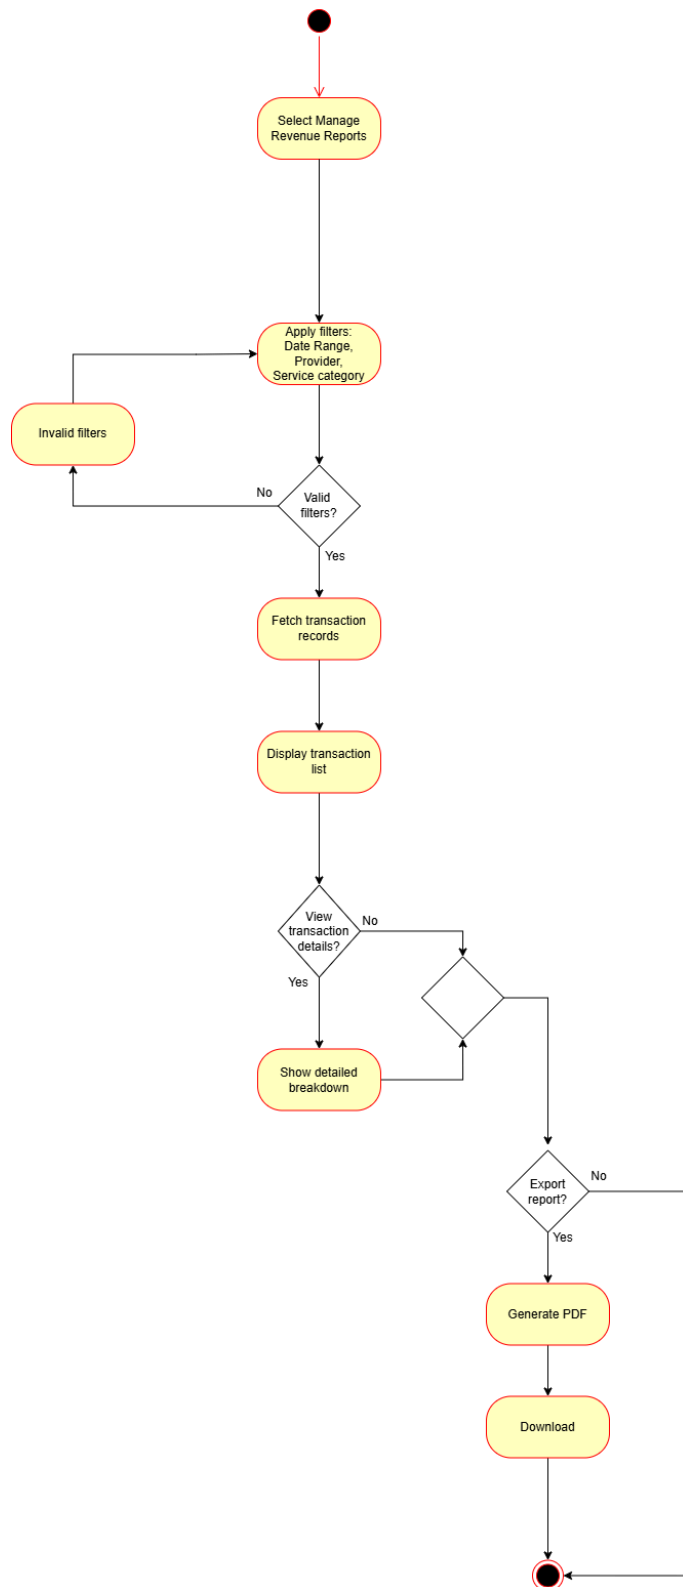 Select Manage
Revenue Reports
Apply filters:
Date Range,
Provider,
Service category
Invalid filters
No
Valid
filters?
Yes
Fetch transaction
records
Display transaction
list
View
transaction
details?
No
Yes
Show detailed
breakdown
Export
report?
No
Yes
Generate PDF
Download